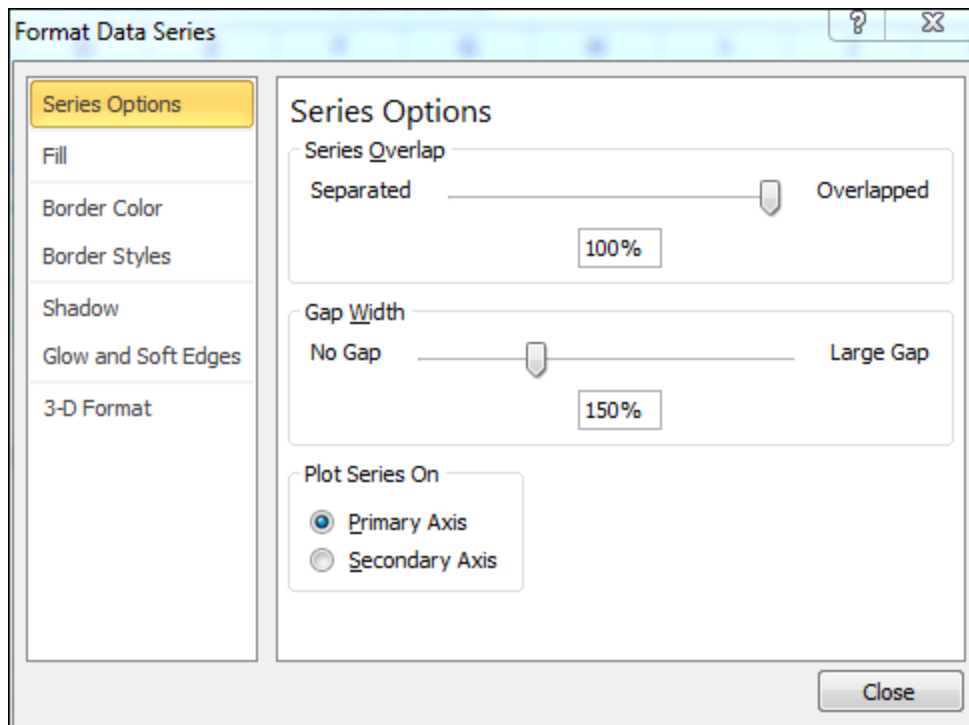 Format Data Series
Series Options
Fill
Border Color
Border Styles
Shadow
Glow and Soft Edges
3-D Format
Series Options
Series Overlap
Separated Overlapped
100%
Gap Width
No Gap Large Gap
150%
Plot Series On
Primary Axis
Secondary Axis
Close